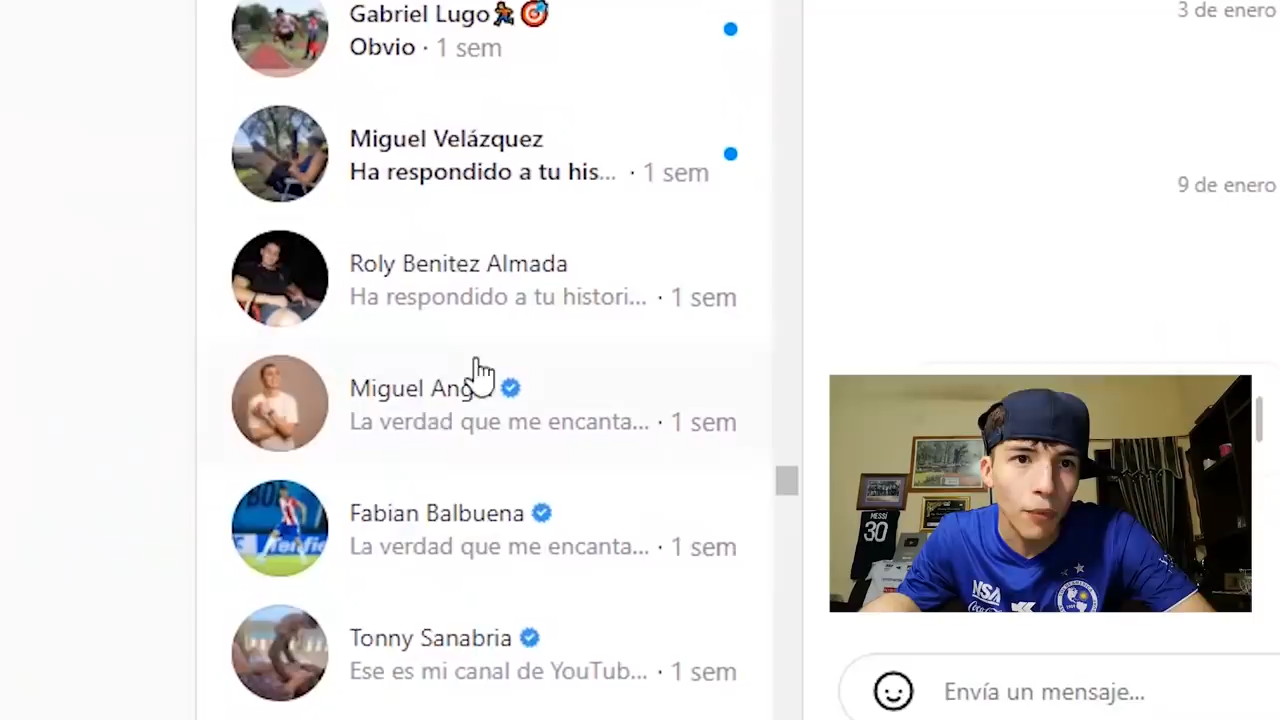 Gabriel Lugo
Obvio · 1 sem
Miguel Velázquez
Ha respondido a tu his... · 1 sem
Roly Benitez Almada
Ha respondido a tu histori... · 1 sem
Miguel
La verdad que me encanta... · 1 sem
Fabian Balbuena
La verdad que me encanta... · 1 sem
Tonny Sanabria
Ese es mi canal de YouTub... · 1 sem
3 de enero
9 de enero
MESSI
30
NSA
Envía un mensaje...